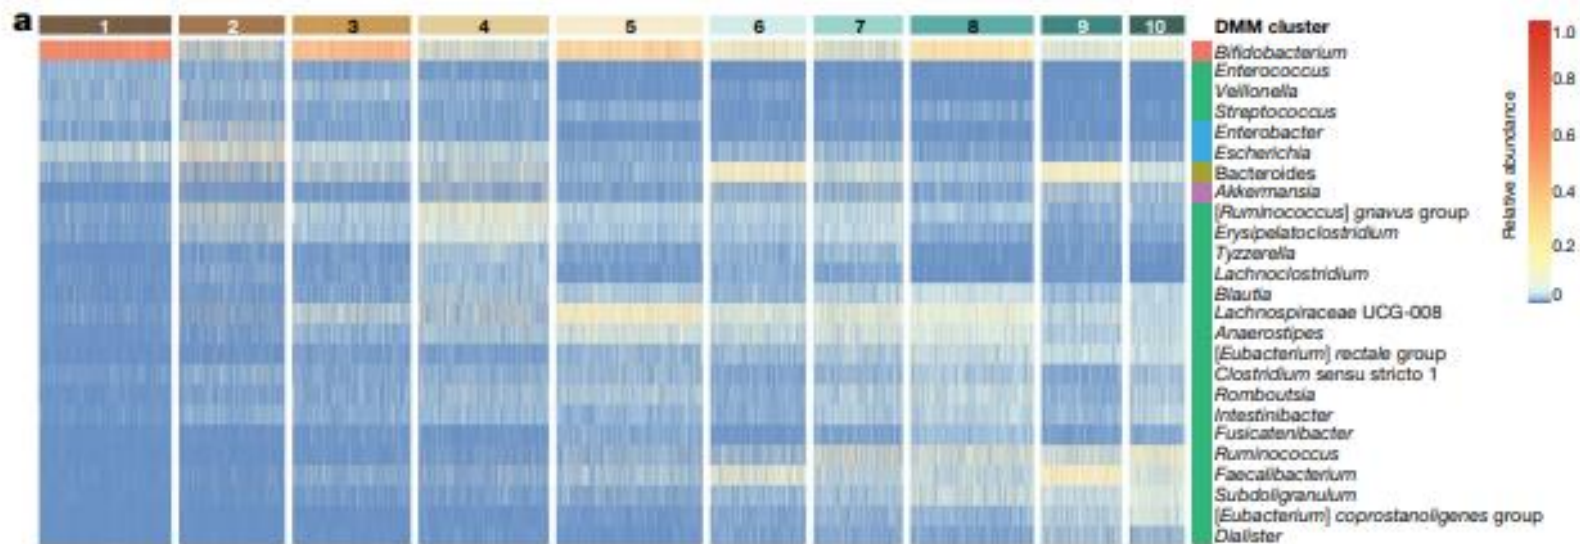 a
1 2 3 4 5 6 7 8 9 10 DMM cluster
Bifidobacterium
Enterococcus
Veillonella
Streptococcus
Enterobacter
Escherichia
Bacteroides
Akkermansia
[Ruminococcus] gnavus group
Erysipelatoclostridium
Tyzzerella
Lachnoclostridium
Blautia
Lachnospiraceae UCG-008
Anaerostipes
[Eubacterium] rectale group
Clostridium sensu stricto 1
Romboutsia
Intestinibacter
Fusicatenibacter
Ruminococcus
Faecalibacterium
Subdoligranulum
[Eubacterium] coprostanoligenes group
Dialister
Relative abundance
1.0
0.8
0.6
0.4
0.2
0